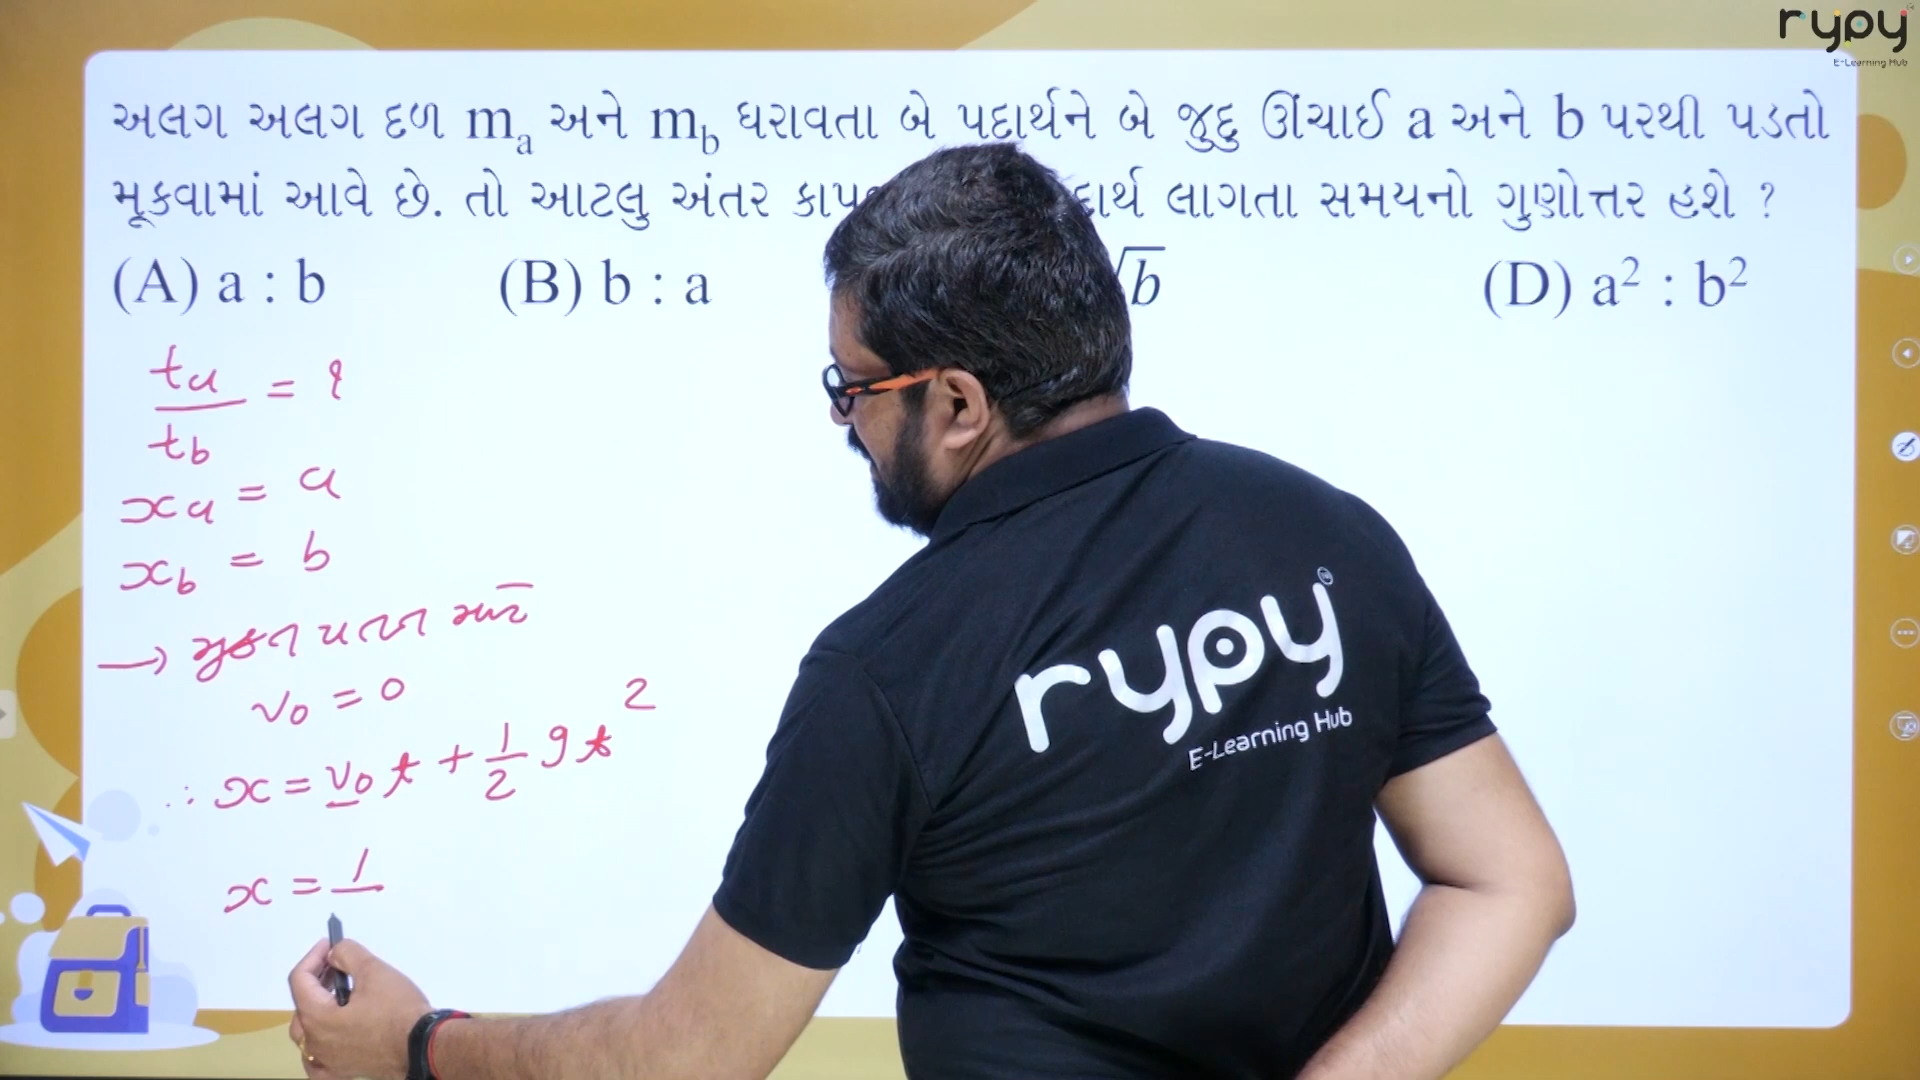 rypy
E-Learning Hub
અલગ અલગ દળ mₐ અને m_b ધરાવતા બે પદાર્થને બે જુદુ ઊંચાઈ a અને b પરથી પડતો
મૂકવામાં આવે છે. તો આટલુ અંતર લાગતા સમયનો ગુણોત્તર હશે ?
(A) a : b (B) b : a √b (D) a² : b²
tₐ/t_b = ?
xₐ = a
x_b = b
→ મુક્ત પતન માટે
v₀ = 0
∴ x = v₀t + 1/2 gt²
x = 1
rypy
E-Learning Hub